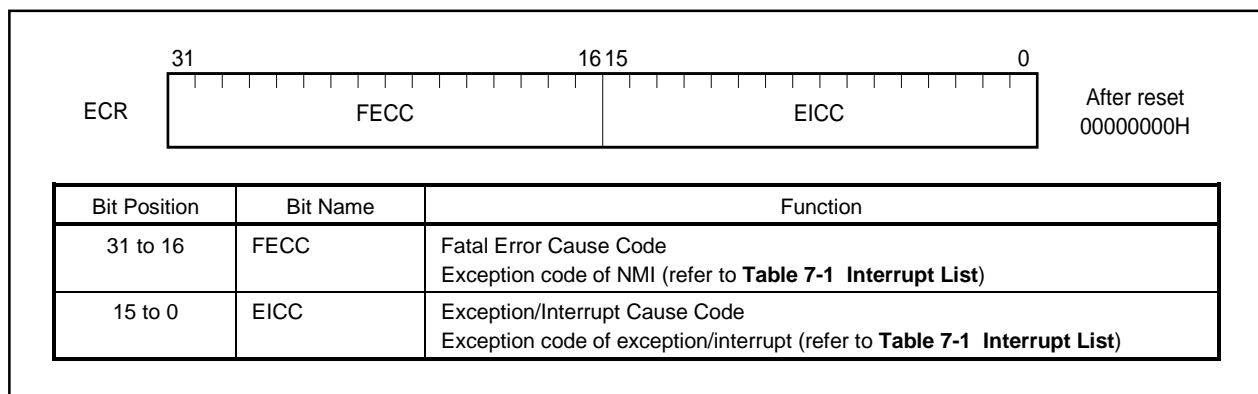 31 16 15 0
ECR FECC EICC After reset
00000000H
Bit Position Bit Name Function
31 to 16 FECC Fatal Error Cause Code
Exception code of NMI (refer to Table 7-1 Interrupt List)
15 to 0 EICC Exception/Interrupt Cause Code
Exception code of exception/interrupt (refer to Table 7-1 Interrupt List)